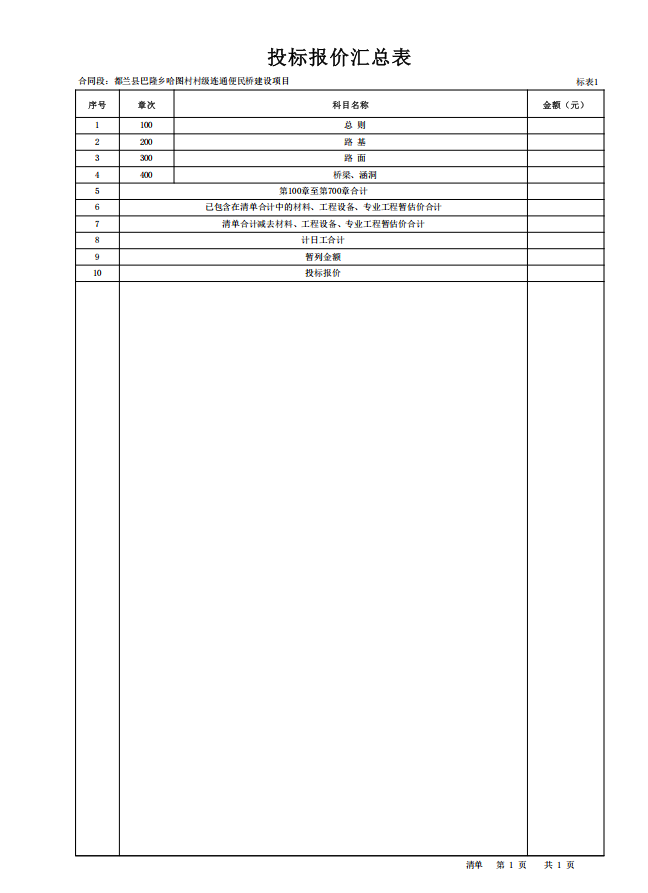 投标报价汇总表
合同段：都兰县巴隆乡哈图村村级连通便民桥建设项目 标表1
序号 章次 科目名称 金额（元）
1 100 总 则
2 200 路 基
3 300 路 面
4 400 桥梁、涵洞
5 第100章至第700章合计
6 已包含在清单合计中的材料、工程设备、专业工程暂估价合计
7 清单合计减去材料、工程设备、专业工程暂估价合计
8 计日工合计
9 暂列金额
10 投标报价
清单 第 1 页 共 1 页